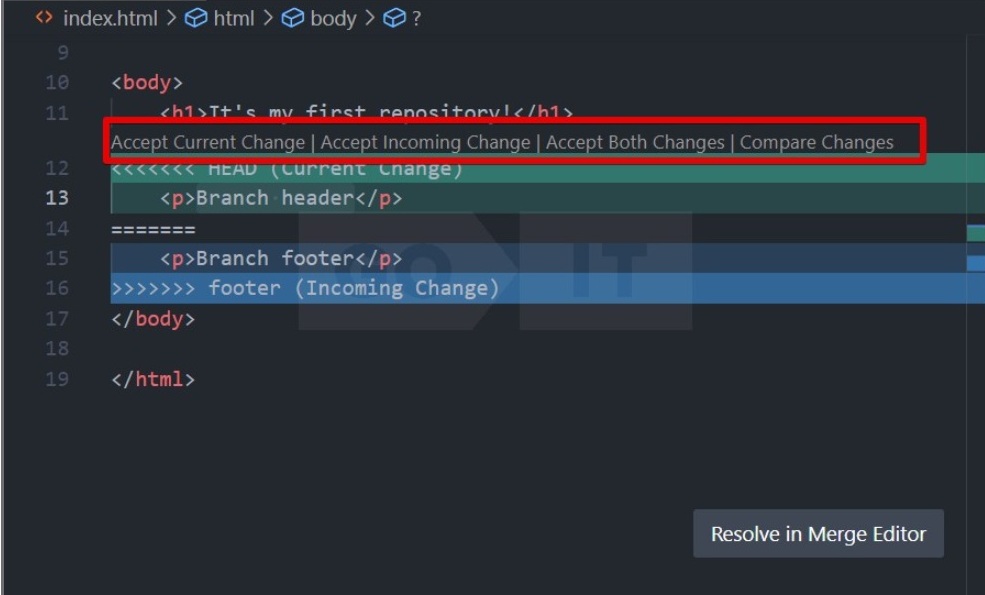 index.html > html > body > ?
9
10 <body>
11 <h1>It's my first repository!</h1>
Accept Current Change | Accept Incoming Change | Accept Both Changes | Compare Changes
12 <<<<<<< HEAD (Current Change)
13 <p>Branch header</p>
14 =======
15 <p>Branch footer</p>
16 >>>>>>> footer (Incoming Change)
17 </body>
18
19 </html>
GO IT
Resolve in Merge Editor